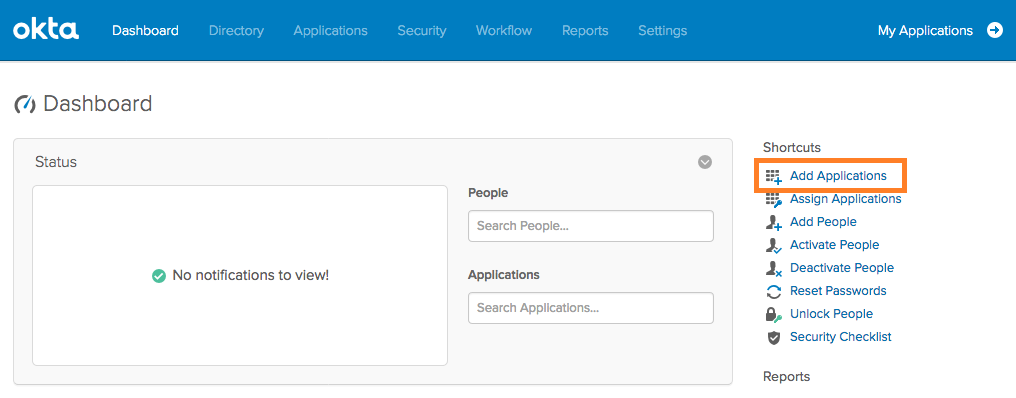 okta Dashboard Directory Applications Security Workflow Reports Settings My Applications
Dashboard
Status
People
Search People...
No notifications to view!
Applications
Search Applications...
Shortcuts
Add Applications
Assign Applications
Add People
Activate People
Deactivate People
Reset Passwords
Unlock People
Security Checklist
Reports